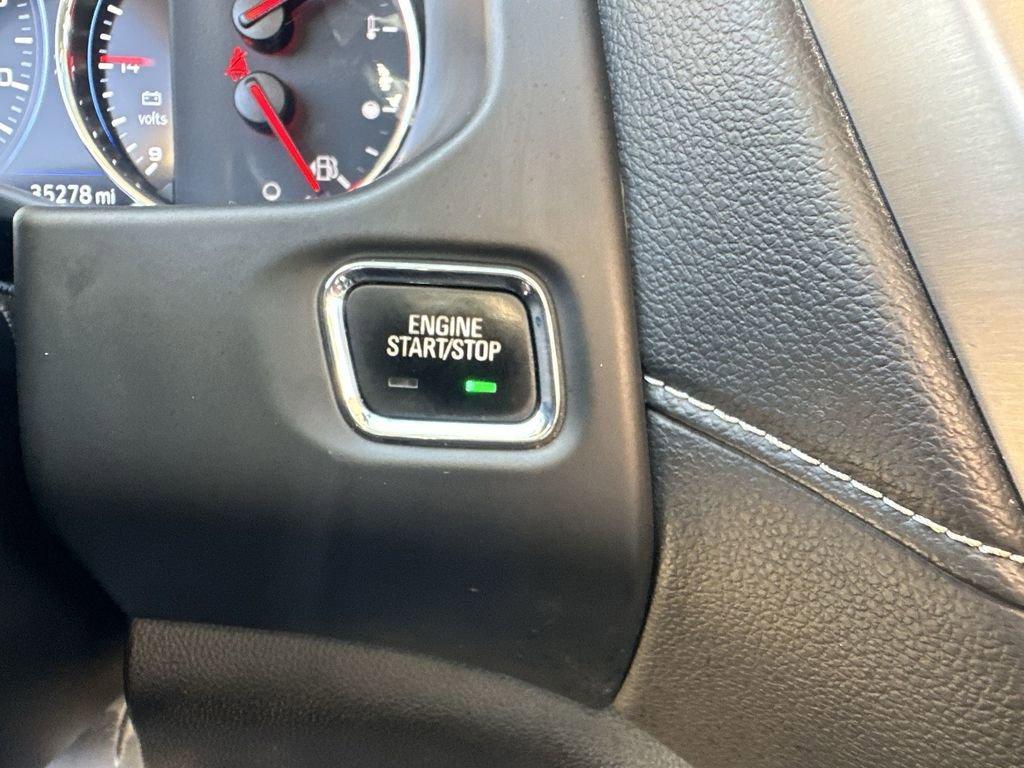 14
volts
9
35278 mi
ENGINE
START/STOP